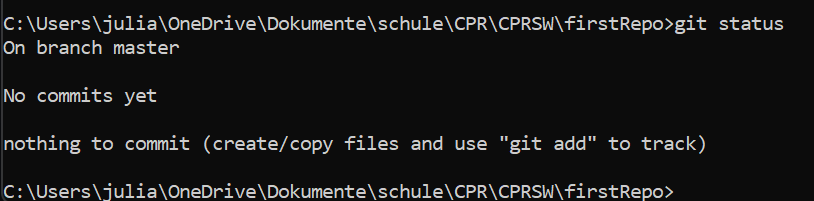 C:\Users\julia\OneDrive\Dokumente\schule\CPR\CPRSW\firstRepo>git status
On branch master
No commits yet
nothing to commit (create/copy files and use "git add" to track)
C:\Users\julia\OneDrive\Dokumente\schule\CPR\CPRSW\firstRepo>